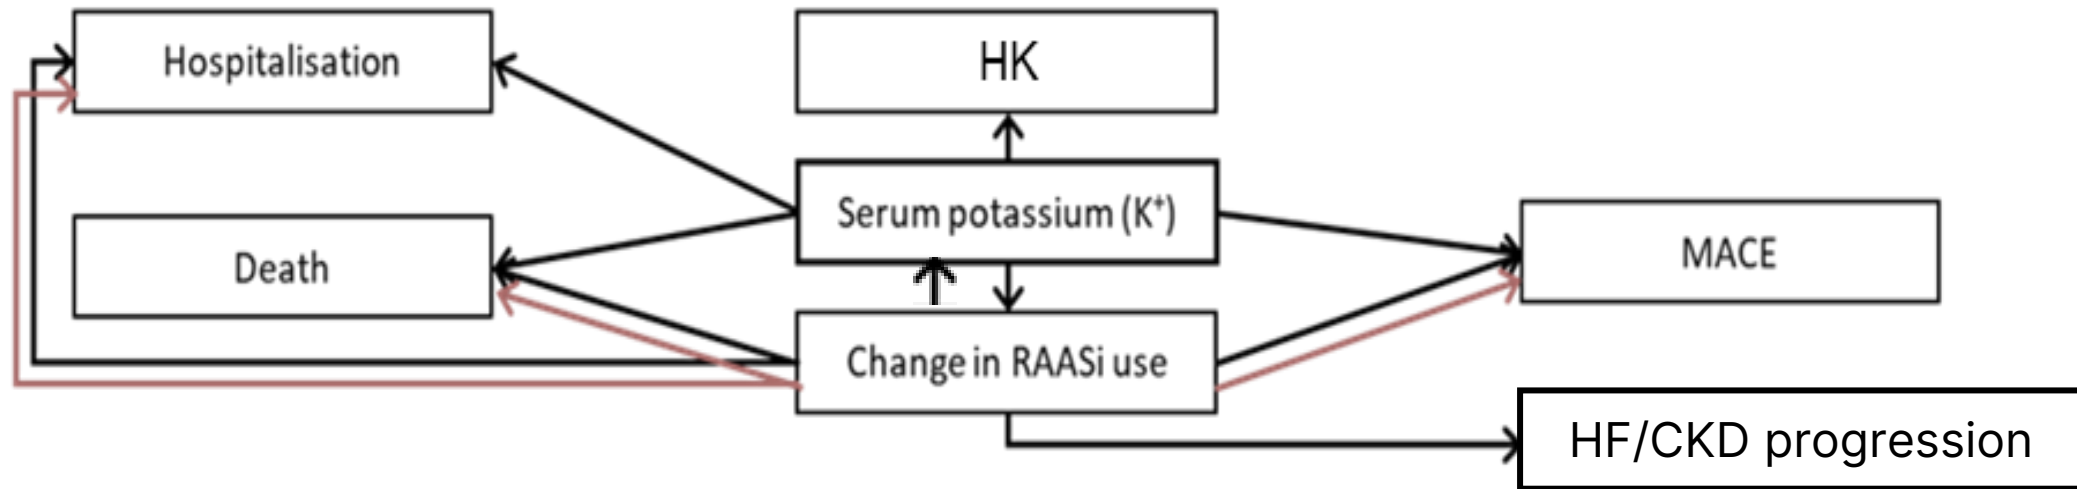 Hospitalisation
HK
Serum potassium (K⁺)
Death
MACE
Change in RAASi use
HF/CKD progression